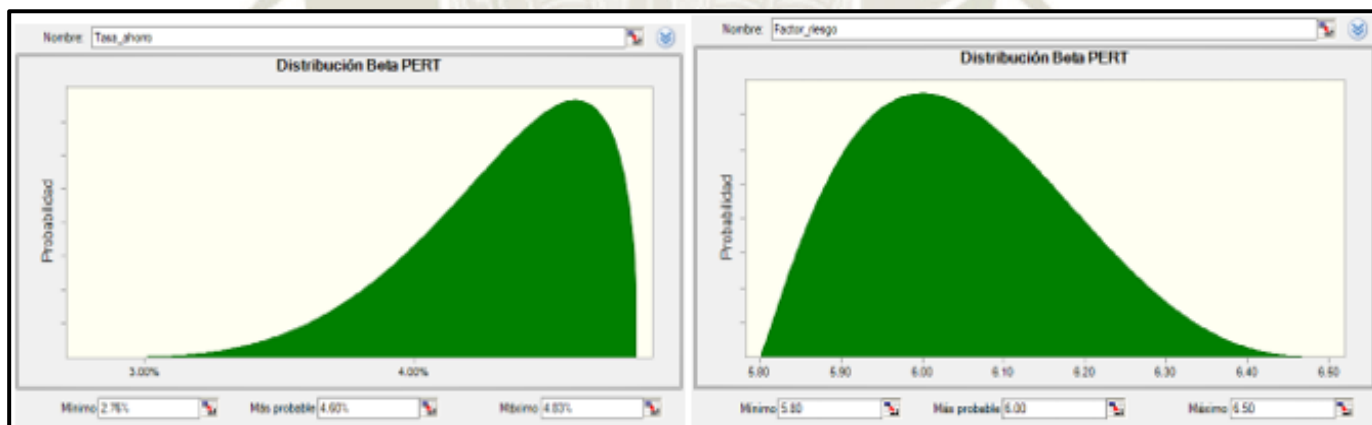 Nombre: Tasa_ahorro
Distribución Beta PERT
Probabilidad
3.00% 4.00%
Mínimo 2.76% Más probable 4.60% Máximo 4.83%
Nombre: Factor_riesgo
Distribución Beta PERT
Probabilidad
5.80 5.90 6.00 6.10 6.20 6.30 6.40 6.50
Mínimo 5.80 Más probable 6.00 Máximo 6.50